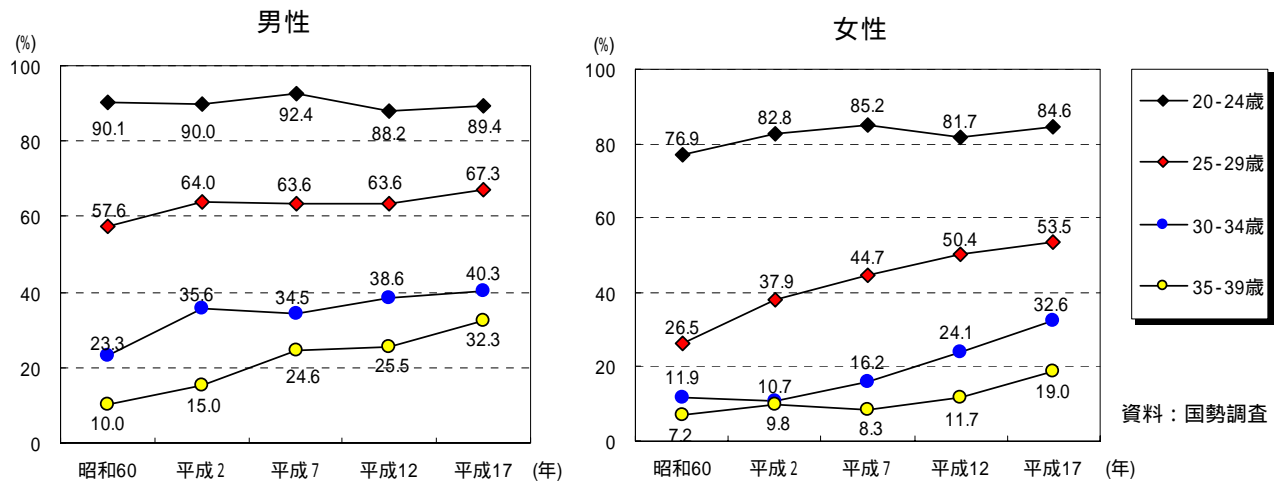 男性
(%)
100
80
60
40
20
0
90.1 90.0 92.4 88.2 89.4
57.6 64.0 63.6 63.6 67.3
23.3 35.6 34.5 38.6 40.3
10.0 15.0 24.6 25.5 32.3
昭和60 平成2 平成7 平成12 平成17 (年)
女性
(%)
100
80
60
40
20
0
76.9 82.8 85.2 81.7 84.6
26.5 37.9 44.7 50.4 53.5
11.9 10.7 16.2 24.1 32.6
7.2 9.8 8.3 11.7 19.0
昭和60 平成2 平成7 平成12 平成17 (年)
20-24歳
25-29歳
30-34歳
35-39歳
資料：国勢調査